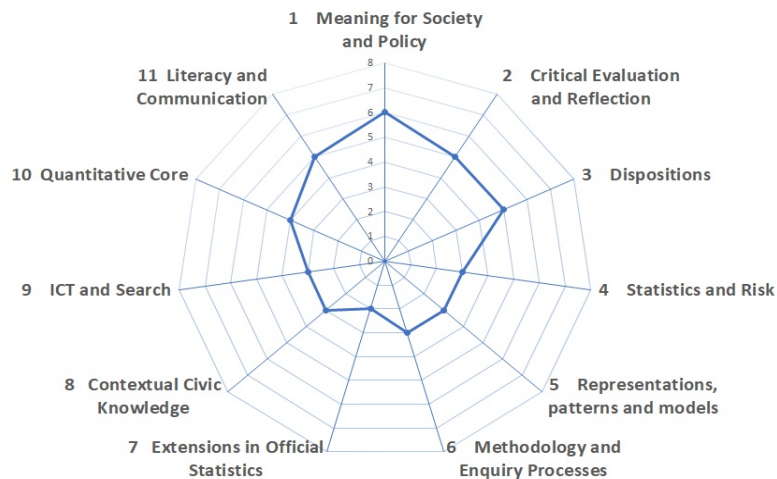 1 Meaning for Society
and Policy
2 Critical Evaluation
and Reflection
3 Dispositions
4 Statistics and Risk
5 Representations,
patterns and models
6 Methodology and
Enquiry Processes
7 Extensions in Official
Statistics
8 Contextual Civic
Knowledge
9 ICT and Search
10 Quantitative Core
11 Literacy and
Communication
8
7
6
5
4
3
2
1
0